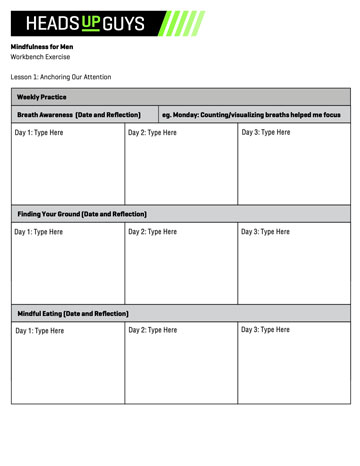 HEADSUPGUYS
Mindfulness for Men
Workbench Exercise
Lesson 1: Anchoring Our Attention
Weekly Practice
Breath Awareness (Date and Reflection) eg. Monday: Counting/visualizing breaths helped me focus
Day 1: Type Here Day 2: Type Here Day 3: Type Here
Finding Your Ground (Date and Reflection)
Day 1: Type Here Day 2: Type Here Day 3: Type Here
Mindful Eating (Date and Reflection)
Day 1: Type Here Day 2: Type Here Day 3: Type Here